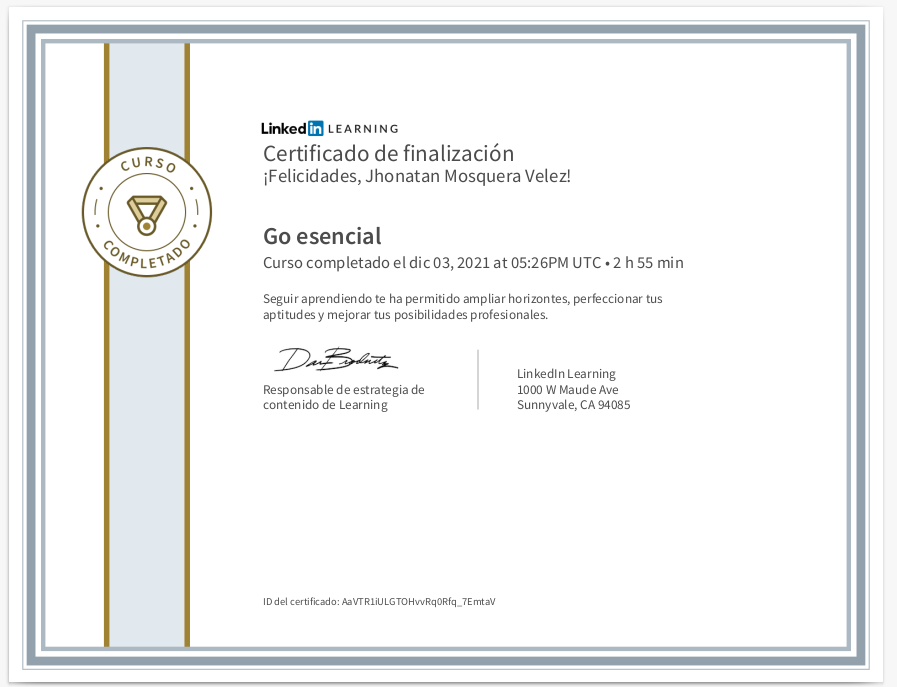 CURSO
COMPLETADO
Linkedin LEARNING
Certificado de finalización
¡Felicidades, Jhonatan Mosquera Velez!
Go esencial
Curso completado el dic 03, 2021 at 05:26PM UTC • 2 h 55 min
Seguir aprendiendo te ha permitido ampliar horizontes, perfeccionar tus
aptitudes y mejorar tus posibilidades profesionales.
Responsable de estrategia de
contenido de Learning
LinkedIn Learning
1000 W Maude Ave
Sunnyvale, CA 94085
ID del certificado: AaVTR1iULGTOHvvRq0Rfq_7EmtaV